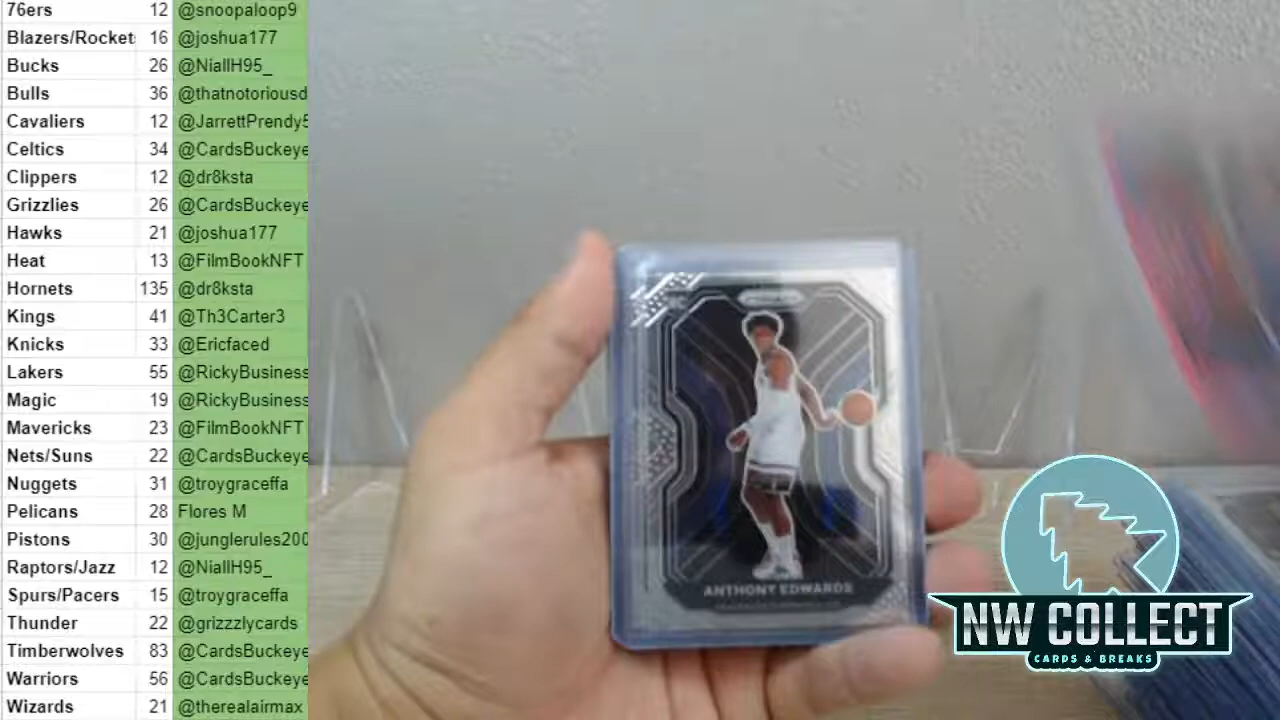 76ers 12 @snoopaloop9
Blazers/Rocket 16 @joshua177
Bucks 26 @NiallH95_
Bulls 36 @thatnotoriousd
Cavaliers 12 @JarrettPrendy5
Celtics 34 @CardsBuckeye
Clippers 12 @dr8ksta
Grizzlies 26 @CardsBuckeye
Hawks 21 @joshua177
Heat 13 @FilmBookNFT
Hornets 135 @dr8ksta
Kings 41 @Th3Carter3
Knicks 33 @Ericfaced
Lakers 55 @RickyBusiness
Magic 19 @RickyBusiness
Mavericks 23 @FilmBookNFT
Nets/Suns 22 @CardsBuckeye
Nuggets 31 @troygraceffa
Pelicans 28 Flores M
Pistons 30 @junglerules200
Raptors/Jazz 12 @NiallH95_
Spurs/Pacers 15 @troygraceffa
Thunder 22 @grizzzlycards
Timberwolves 83 @CardsBuckeye
Warriors 56 @CardsBuckeye
Wizards 21 @therealairmax
RC
ANTHONY EDWARDS
NW COLLECT
CARDS & BREAKS